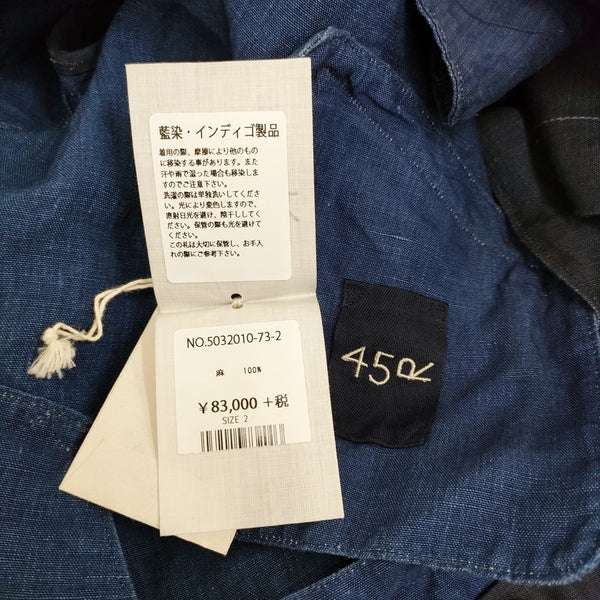 藍染・インディゴ製品
着用の際、摩擦により他のもの
に移染する事があります。また
汗や雨で湿った場合も移染しま
すのでご注意下さい。
洗濯の際は単独洗いしてくださ
い。光により変色しますので、
直射日光を避け、陰干ししてく
ださい。保管の際も光を避けて
ください。
この札は大切に保管し、お手入
れの際にご参考下さい。
NO.5032010-73-2
麻 100%
¥83,000 +税
SIZE 2
45R